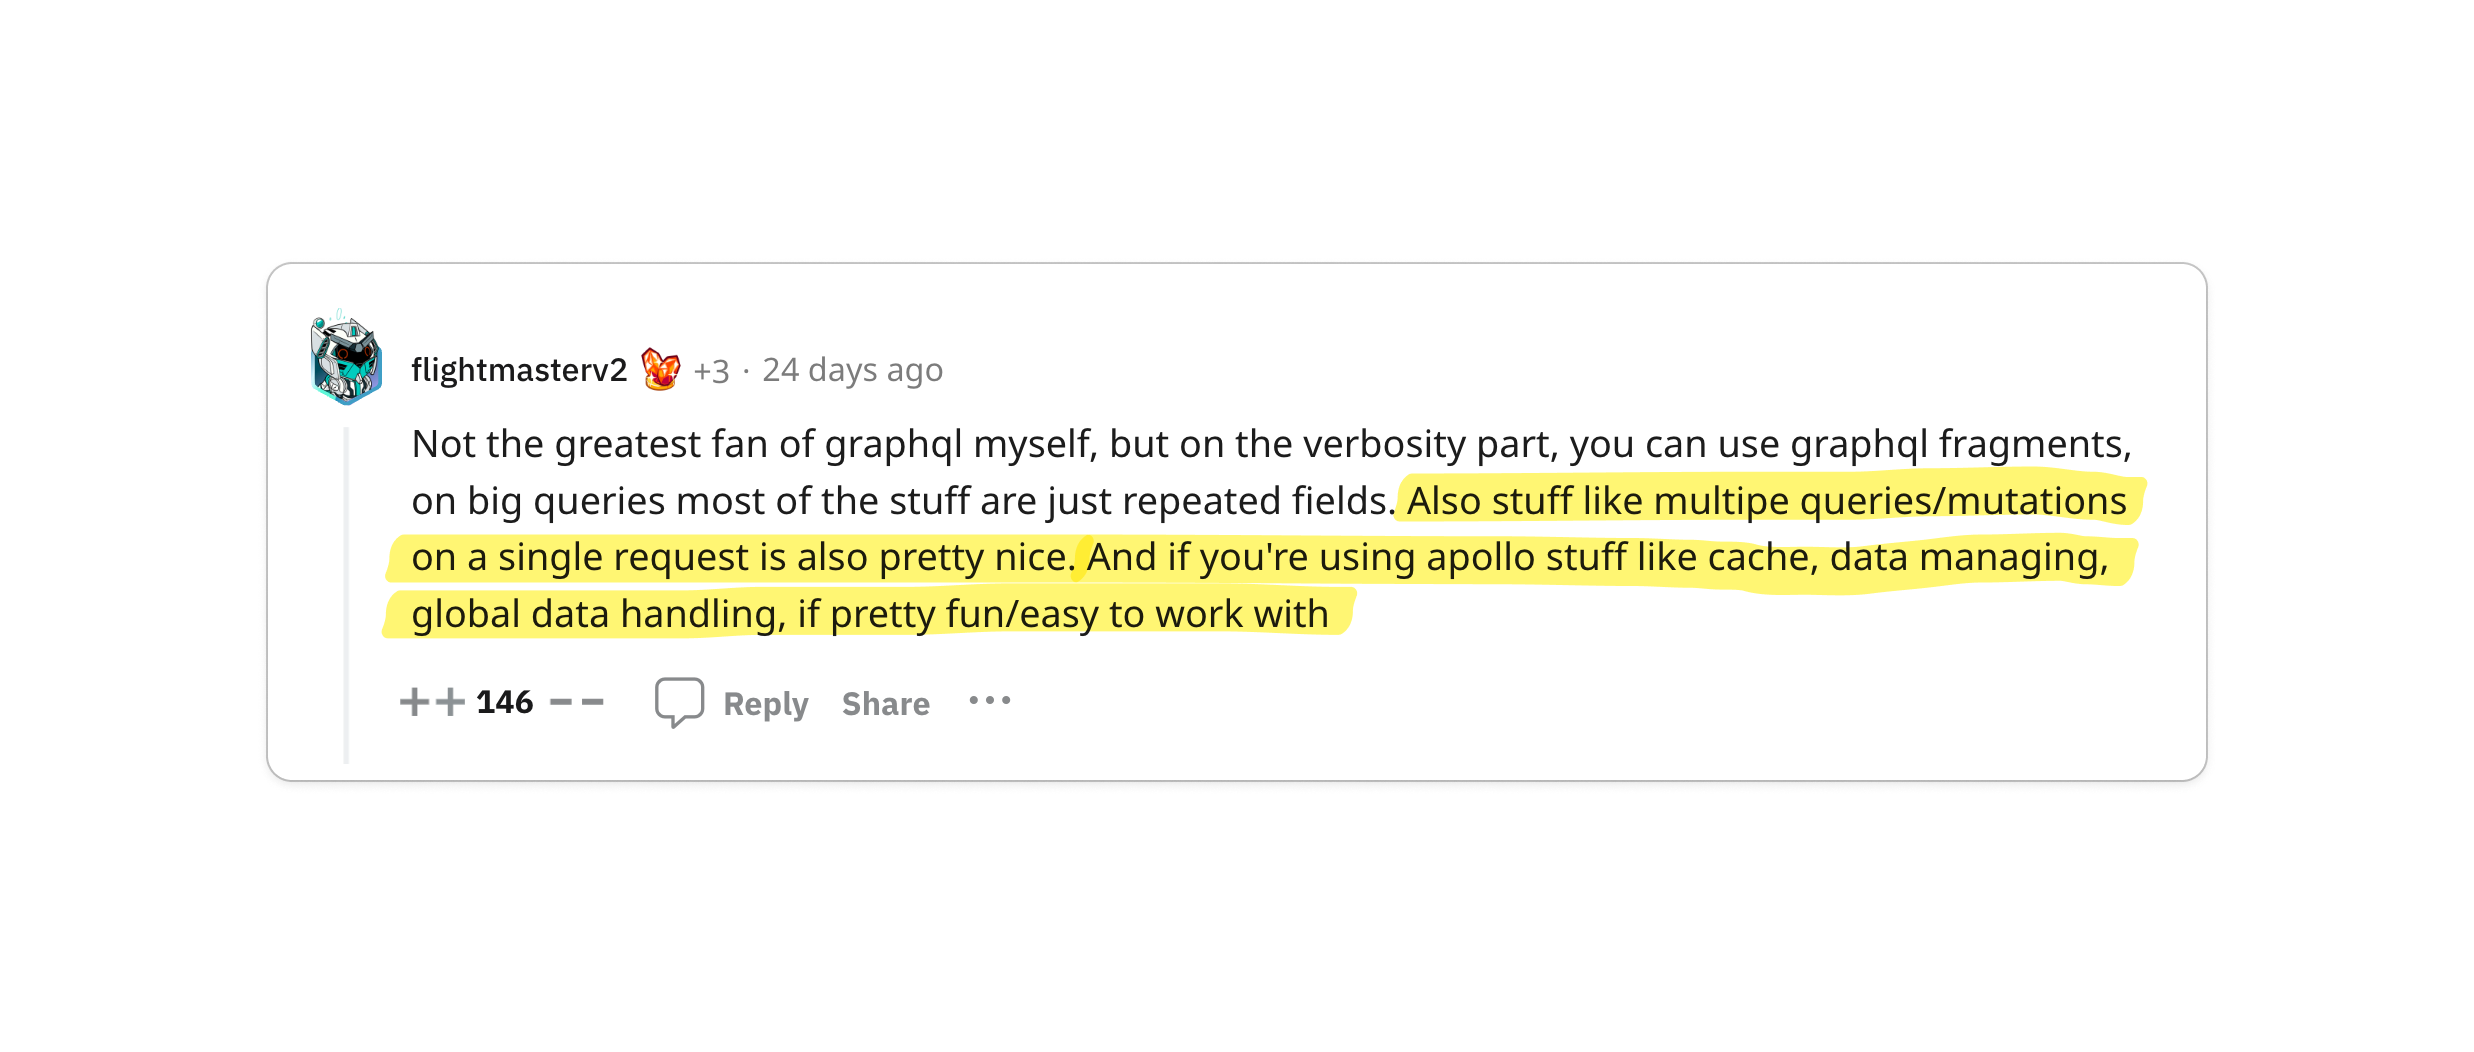 flightmasterv2 +3 · 24 days ago
Not the greatest fan of graphql myself, but on the verbosity part, you can use graphql fragments,
on big queries most of the stuff are just repeated fields. Also stuff like multipe queries/mutations
on a single request is also pretty nice. And if you're using apollo stuff like cache, data managing,
global data handling, if pretty fun/easy to work with
++ 146 -- Reply Share ···